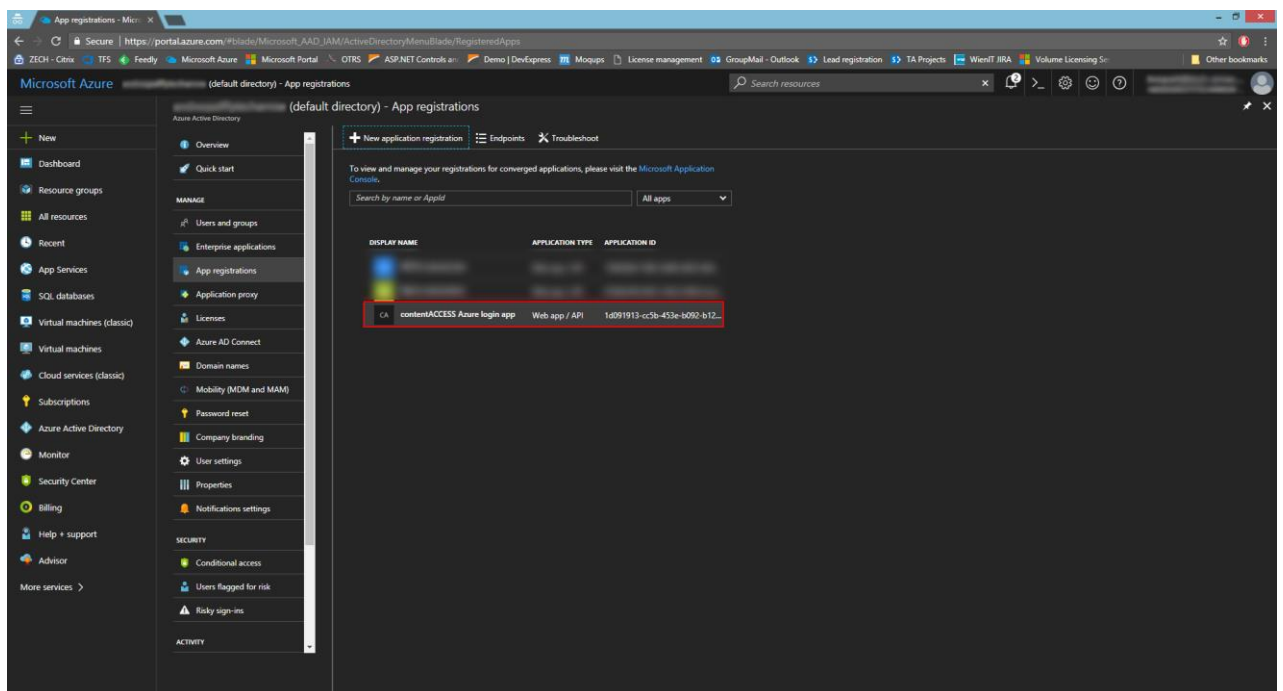 App registrations - Micr
Secure | https://portal.azure.com/#blade/Microsoft_AAD_IAM/ActiveDirectoryMenuBlade/RegisteredApps
ZECH - Citrix TFS Feedly Microsoft Azure Microsoft Portal OTRS ASP.NET Controls an Demo | DevExpress Moqups License management GroupMail - Outlook Lead registration TA Projects WienIT JIRA Volume Licensing Se Other bookmarks
Microsoft Azure (default directory) - App registrations Search resources
(default directory) - App registrations
Azure Active Directory
New
Dashboard
Resource groups
All resources
Recent
App Services
SQL databases
Virtual machines (classic)
Virtual machines
Cloud services (classic)
Subscriptions
Azure Active Directory
Monitor
Security Center
Billing
Help + support
Advisor
More services
Overview
Quick start
MANAGE
Users and groups
Enterprise applications
App registrations
Application proxy
Licenses
Azure AD Connect
Domain names
Mobility (MDM and MAM)
Password reset
Company branding
User settings
Properties
Notifications settings
SECURITY
Conditional access
Users flagged for risk
Risky sign-ins
ACTIVITY
New application registration Endpoints Troubleshoot
To view and manage your registrations for converged applications, please visit the Microsoft Application
Console.
Search by name or AppId All apps
DISPLAY NAME APPLICATION TYPE APPLICATION ID
CA contentACCESS Azure login app Web app / API 1d091913-cc5b-453e-b092-b12...